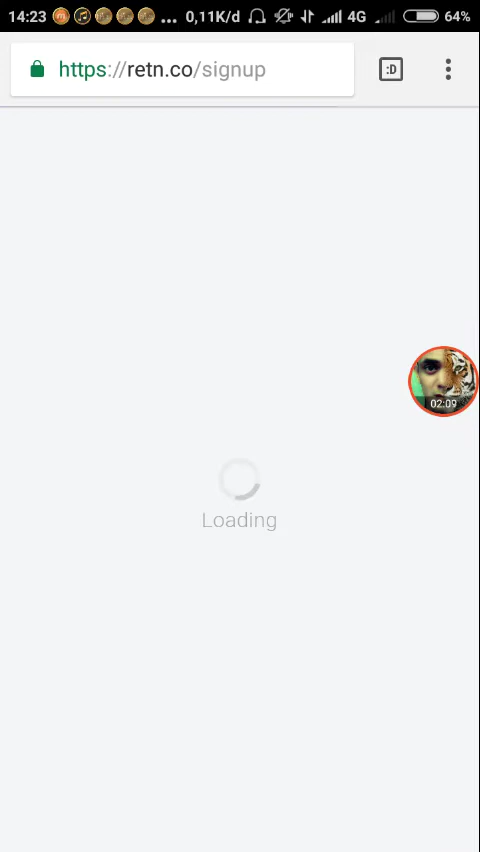 14:23 ... 0,11K/d 4G 64%
https://retn.co/signup :D
02:09
Loading